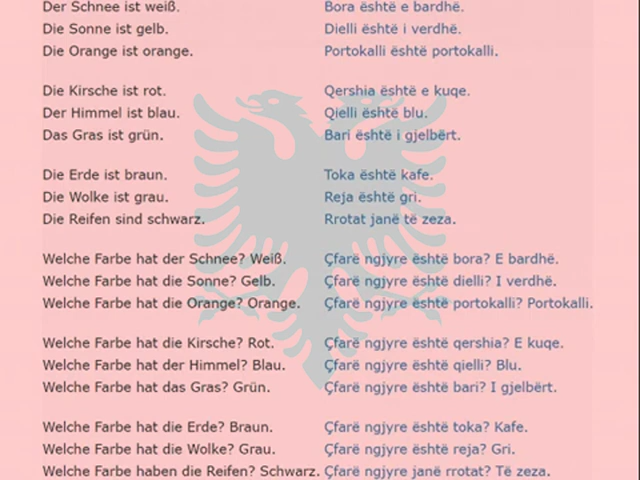 Der Schnee ist weiß. Bora është e bardhë.
Die Sonne ist gelb. Dielli është i verdhë.
Die Orange ist orange. Portokalli është portokalli.
Die Kirsche ist rot. Qershia është e kuqe.
Der Himmel ist blau. Qielli është blu.
Das Gras ist grün. Bari është i gjelbërt.
Die Erde ist braun. Toka është kafe.
Die Wolke ist grau. Reja është gri.
Die Reifen sind schwarz. Rrotat janë të zeza.
Welche Farbe hat der Schnee? Weiß. Çfarë ngjyre është bora? E bardhë.
Welche Farbe hat die Sonne? Gelb. Çfarë ngjyre është dielli? I verdhë.
Welche Farbe hat die Orange? Orange. Çfarë ngjyre është portokalli? Portokalli.
Welche Farbe hat die Kirsche? Rot. Çfarë ngjyre është qershia? E kuqe.
Welche Farbe hat der Himmel? Blau. Çfarë ngjyre është qielli? Blu.
Welche Farbe hat das Gras? Grün. Çfarë ngjyre është bari? I gjelbërt.
Welche Farbe hat die Erde? Braun. Çfarë ngjyre është toka? Kafe.
Welche Farbe hat die Wolke? Grau. Çfarë ngjyre është reja? Gri.
Welche Farbe haben die Reifen? Schwarz. Çfarë ngjyre janë rrotat? Të zeza.